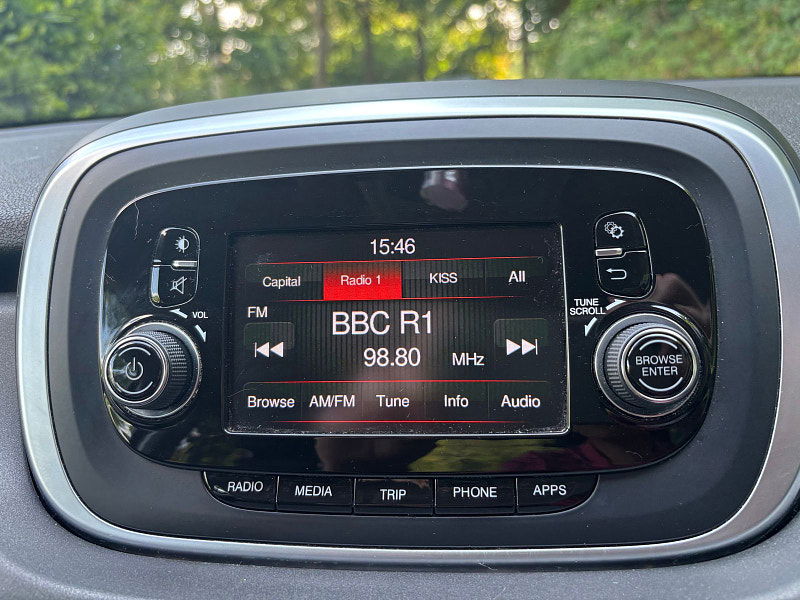 15:46
Capital Radio 1 KISS All
FM
BBC R1
98.80 MHz
Browse AM/FM Tune Info Audio
VOL
TUNE
SCROLL
BROWSE
ENTER
RADIO MEDIA TRIP PHONE APPS